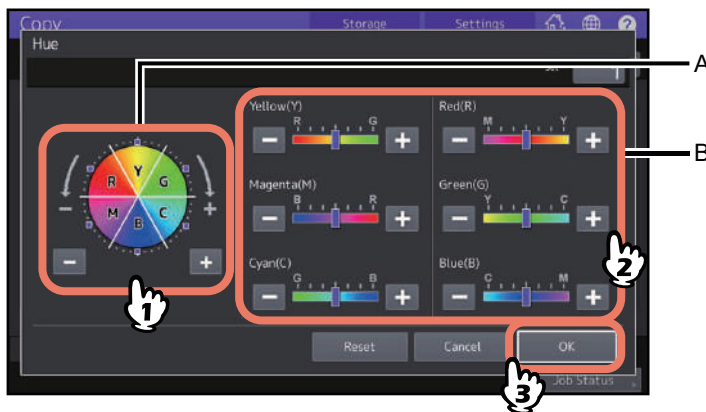 Copy Storage Settings ?
Hue
A
Yellow(Y) Red(R)
R G M Y
B
Y
R G
M C
B
Magenta(M) Green(G)
B R Y C
- +
- +
Cyan(C) Blue(B)
G B C M
1
2
Reset Cancel OK
3
Job Status